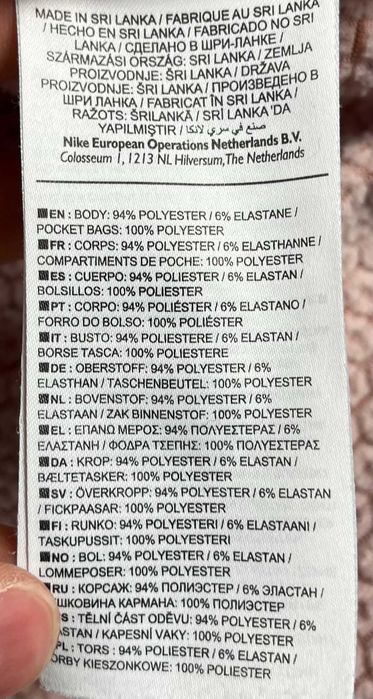 MADE IN SRI LANKA / FABRIQUE AU SRI LANKA
/ HECHO EN SRI LANKA / FABRICADO NO SRI
LANKA / СДЕЛАНО В ШРИ-ЛАНКЕ /
SZÁRMAZÁSI ORSZÁG: SRI LANKA / ZEMLJA
PROIZVODNJE: ŠRI LANKA / DRŽAVA
PROIZVODNJE: ŠRI LANKA / ПРОИЗВЕДЕНО В
ШРИ ЛАНКА / FABRICAT ÎN SRI LANKA /
RAŽOTS: ŠRILANKĀ / SRİ LANKA 'DA
YAPILMIŞTIR / صنع في سري لانكا
Nike European Operations Netherlands B.V.
Colosseum 1, 1213 NL Hilversum, The Netherlands
EN : BODY: 94% POLYESTER / 6% ELASTANE /
POCKET BAGS: 100% POLYESTER
FR : CORPS: 94% POLYESTER / 6% ELASTHANNE /
COMPARTIMENTS DE POCHE: 100% POLYESTER
ES : CUERPO: 94% POLIESTER / 6% ELASTAN /
BOLSILLOS: 100% POLIESTER
PT : CORPO: 94% POLIÉSTER / 6% ELASTANO /
FORRO DO BOLSO: 100% POLIÉSTER
IT : BUSTO: 94% POLIESTERE / 6% ELASTAN /
BORSE TASCA: 100% POLIESTERE
DE : OBERSTOFF: 94% POLYESTER / 6%
ELASTHAN / TASCHENBEUTEL: 100% POLYESTER
NL : BOVENSTOF: 94% POLYESTER / 6%
ELASTAAN / ZAK BINNENSTOF: 100% POLYESTER
EL : ΕΠΑΝΩ ΜΕΡΟΣ: 94% ΠΟΛΥΕΣΤΕΡΑΣ / 6%
ΕΛΑΣΤΑΝΗ / ΦΟΔΡΑ ΤΣΕΠΗΣ: 100% ΠΟΛΥΕΣΤΕΡΑΣ
DA : KROP: 94% POLYESTER / 6% ELASTAN /
BÆLTETASKER: 100% POLYESTER
SV : ÖVERKROPP: 94% POLYESTER / 6% ELASTAN
/ FICKPAASAR: 100% POLYESTER
FI : RUNKO: 94% POLYESTERI / 6% ELASTAANI /
TASKUPUSSIT: 100% POLYESTERI
NO : BOL: 94% POLYESTER / 6% ELASTAN /
LOMMEPOSER: 100% POLYESTER
RU : КОРСАЖ: 94% ПОЛИЭСТЕР / 6% ЭЛАСТАН /
КАРМАНА: 100% ПОЛИЭСТЕР
TĚLNÍ ČÁST ODĚVU: 94% POLYESTER / 6%
/ KAPESNÍ VAKY: 100% POLYESTER
PL : TORS : 94% POLYESTER / 6% ELASTAN /
KIESZONKOWE: 100% POLIESTER